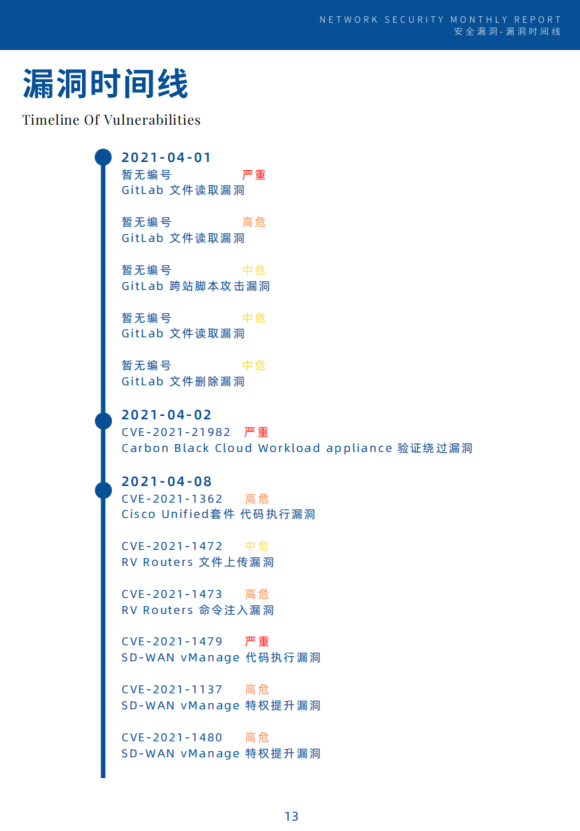 NETWORK SECURITY MONTHLY REPORT
安全漏洞-漏洞时间线
漏洞时间线
Timeline Of Vulnerabilities
2021-04-01
暂无编号 严重
GitLab 文件读取漏洞
暂无编号 高危
GitLab 文件读取漏洞
暂无编号 中危
GitLab 跨站脚本攻击漏洞
暂无编号 中危
GitLab 文件读取漏洞
暂无编号 中危
GitLab 文件删除漏洞
2021-04-02
CVE-2021-21982 严重
Carbon Black Cloud Workload appliance 验证绕过漏洞
2021-04-08
CVE-2021-1362 高危
Cisco Unified套件 代码执行漏洞
CVE-2021-1472 中危
RV Routers 文件上传漏洞
CVE-2021-1473 高危
RV Routers 命令注入漏洞
CVE-2021-1479 严重
SD-WAN vManage 代码执行漏洞
CVE-2021-1137 高危
SD-WAN vManage 特权提升漏洞
CVE-2021-1480 高危
SD-WAN vManage 特权提升漏洞
13